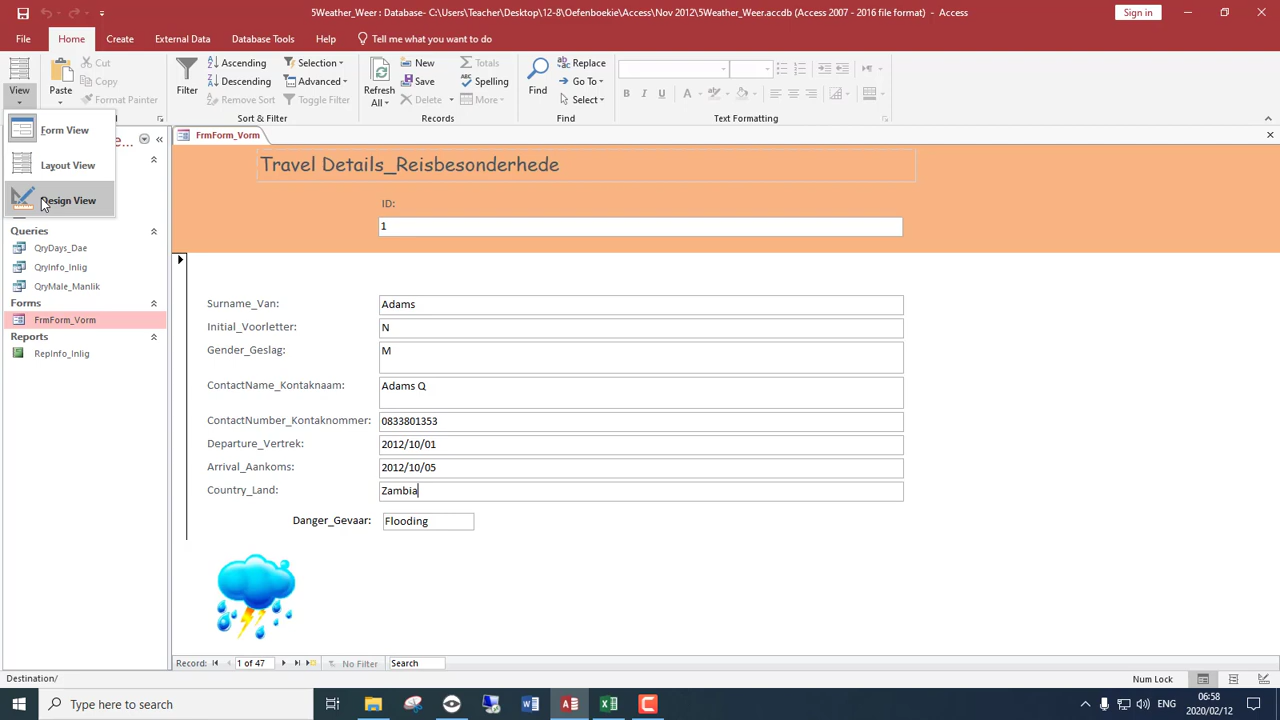 5Weather_Weer : Database- C:\Users\Teacher\Desktop\12-8\Oefenboekie\Access\Nov 2012\5Weather_Weer.accdb (Access 2007 - 2016 file format) - Access
Sign in
File Home Create External Data Database Tools Help Tell me what you want to do
View
Paste
Cut
Copy
Format Painter
Filter
Ascending
Descending
Remove Sort
Selection
Advanced
Toggle Filter
Sort & Filter
Refresh
All
New
Save
Delete
Totals
Spelling
More
Records
Find
Replace
Go To
Select
Find
B I U A
Text Formatting
Form View
Layout View
Design View
e...
Queries
QryDays_Dae
QryInfo_Inlig
QryMale_Manlik
Forms
FrmForm_Vorm
Reports
RepInfo_Inlig
FrmForm_Vorm
Travel Details_Reisbesonderhede
ID:
1
Surname_Van: Adams
Initial_Voorletter: N
Gender_Geslag: M
ContactName_Kontaknaam: Adams Q
ContactNumber_Kontaknommer: 0833801353
Departure_Vertrek: 2012/10/01
Arrival_Aankoms: 2012/10/05
Country_Land: Zambia
Danger_Gevaar: Flooding
Record: 1 of 47 No Filter Search
Destination/
Num Lock
Type here to search
ENG
06:58
2020/02/12